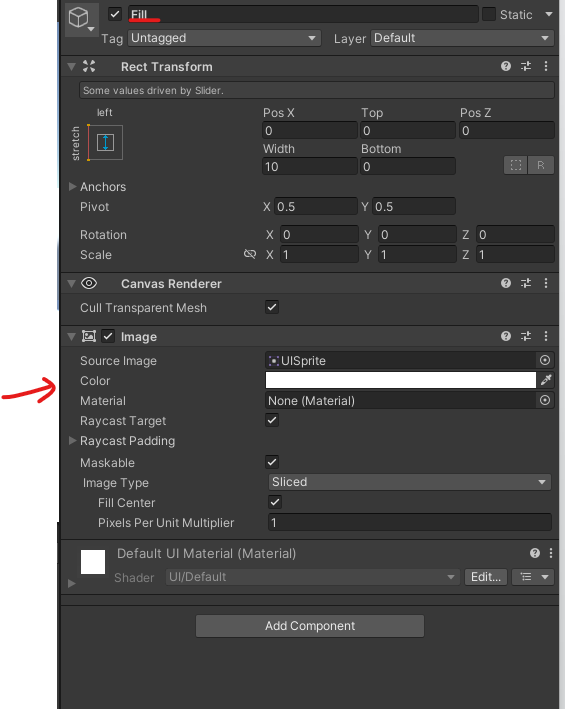 Fill Static
Tag Untagged Layer Default
Rect Transform
Some values driven by Slider.
left Pos X Top Pos Z
stretch 0 0 0
Width Bottom
10 0 R
Anchors
Pivot X 0.5 Y 0.5
Rotation X 0 Y 0 Z 0
Scale X 1 Y 1 Z 1
Canvas Renderer
Cull Transparent Mesh
Image
Source Image UISprite
Color
Material None (Material)
Raycast Target
Raycast Padding
Maskable
Image Type Sliced
Fill Center
Pixels Per Unit Multiplier 1
Default UI Material (Material)
Shader UI/Default Edit...
Add Component